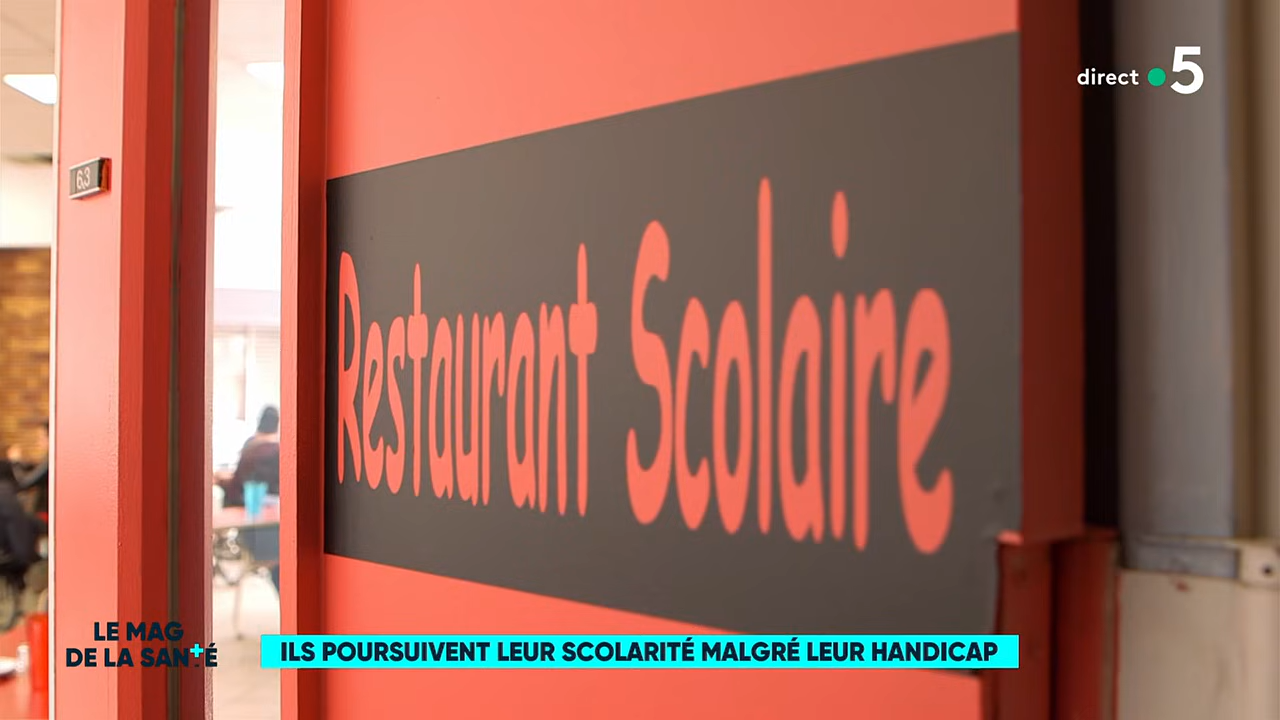 direct 5
63
Restaurant Scolaire
LE MAG
DE LA SANTÉ
ILS POURSUIVENT LEUR SCOLARITÉ MALGRÉ LEUR HANDICAP